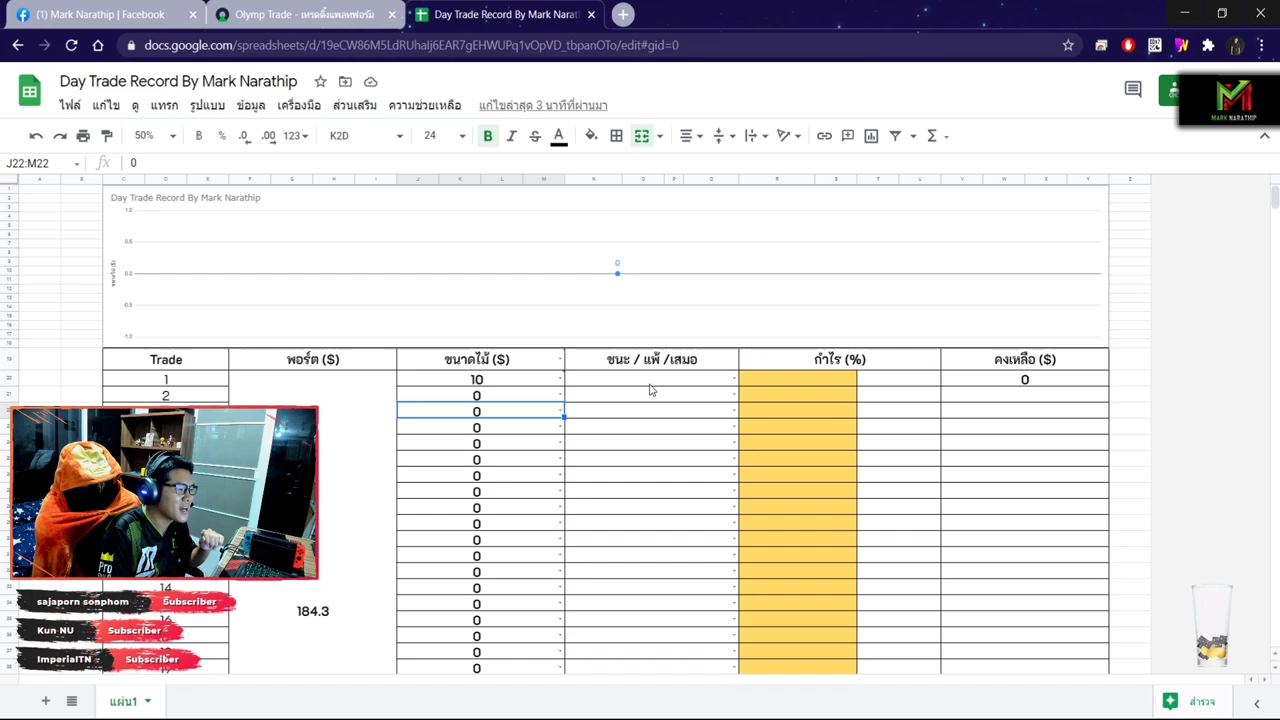 (1) Mark Narathip | Facebook
Olymp Trade - เทรดดิ้งแพลทฟอร์ม
Day Trade Record By Mark Narat
docs.google.com/spreadsheets/d/19eCW86M5LdRUhaIj6EAR7gEHWUPq1vOpVD_tbpanOTo/edit#gid=0
Day Trade Record By Mark Narathip
ไฟล์ แก้ไข ดู แทรก รูปแบบ ข้อมูล เครื่องมือ ส่วนเสริม ความช่วยเหลือ แก้ไขล่าสุด 3 นาทีที่ผ่านมา
MARK NARATHIP
50% ฿ % .0 .00 123 K2D 24 B I S A
J22:M22 fx 0
Day Trade Record By Mark Narathip
1.0
0.5
0
0.0
-0.5
-1.0
Trade พอร์ต ($) ขนาดไม้ ($) ชนะ / แพ้ /เสมอ กำไร (%) คงเหลือ ($)
1 10 0
2 0
0
0
0
0
0
0
0
0
0
0
0
14 0
0
184.3
16 0
0
0
0
sajaporn sonphom Subscriber
Kun NU Subscriber
ImperialTN Subscriber
แผ่น1
สำรวจ